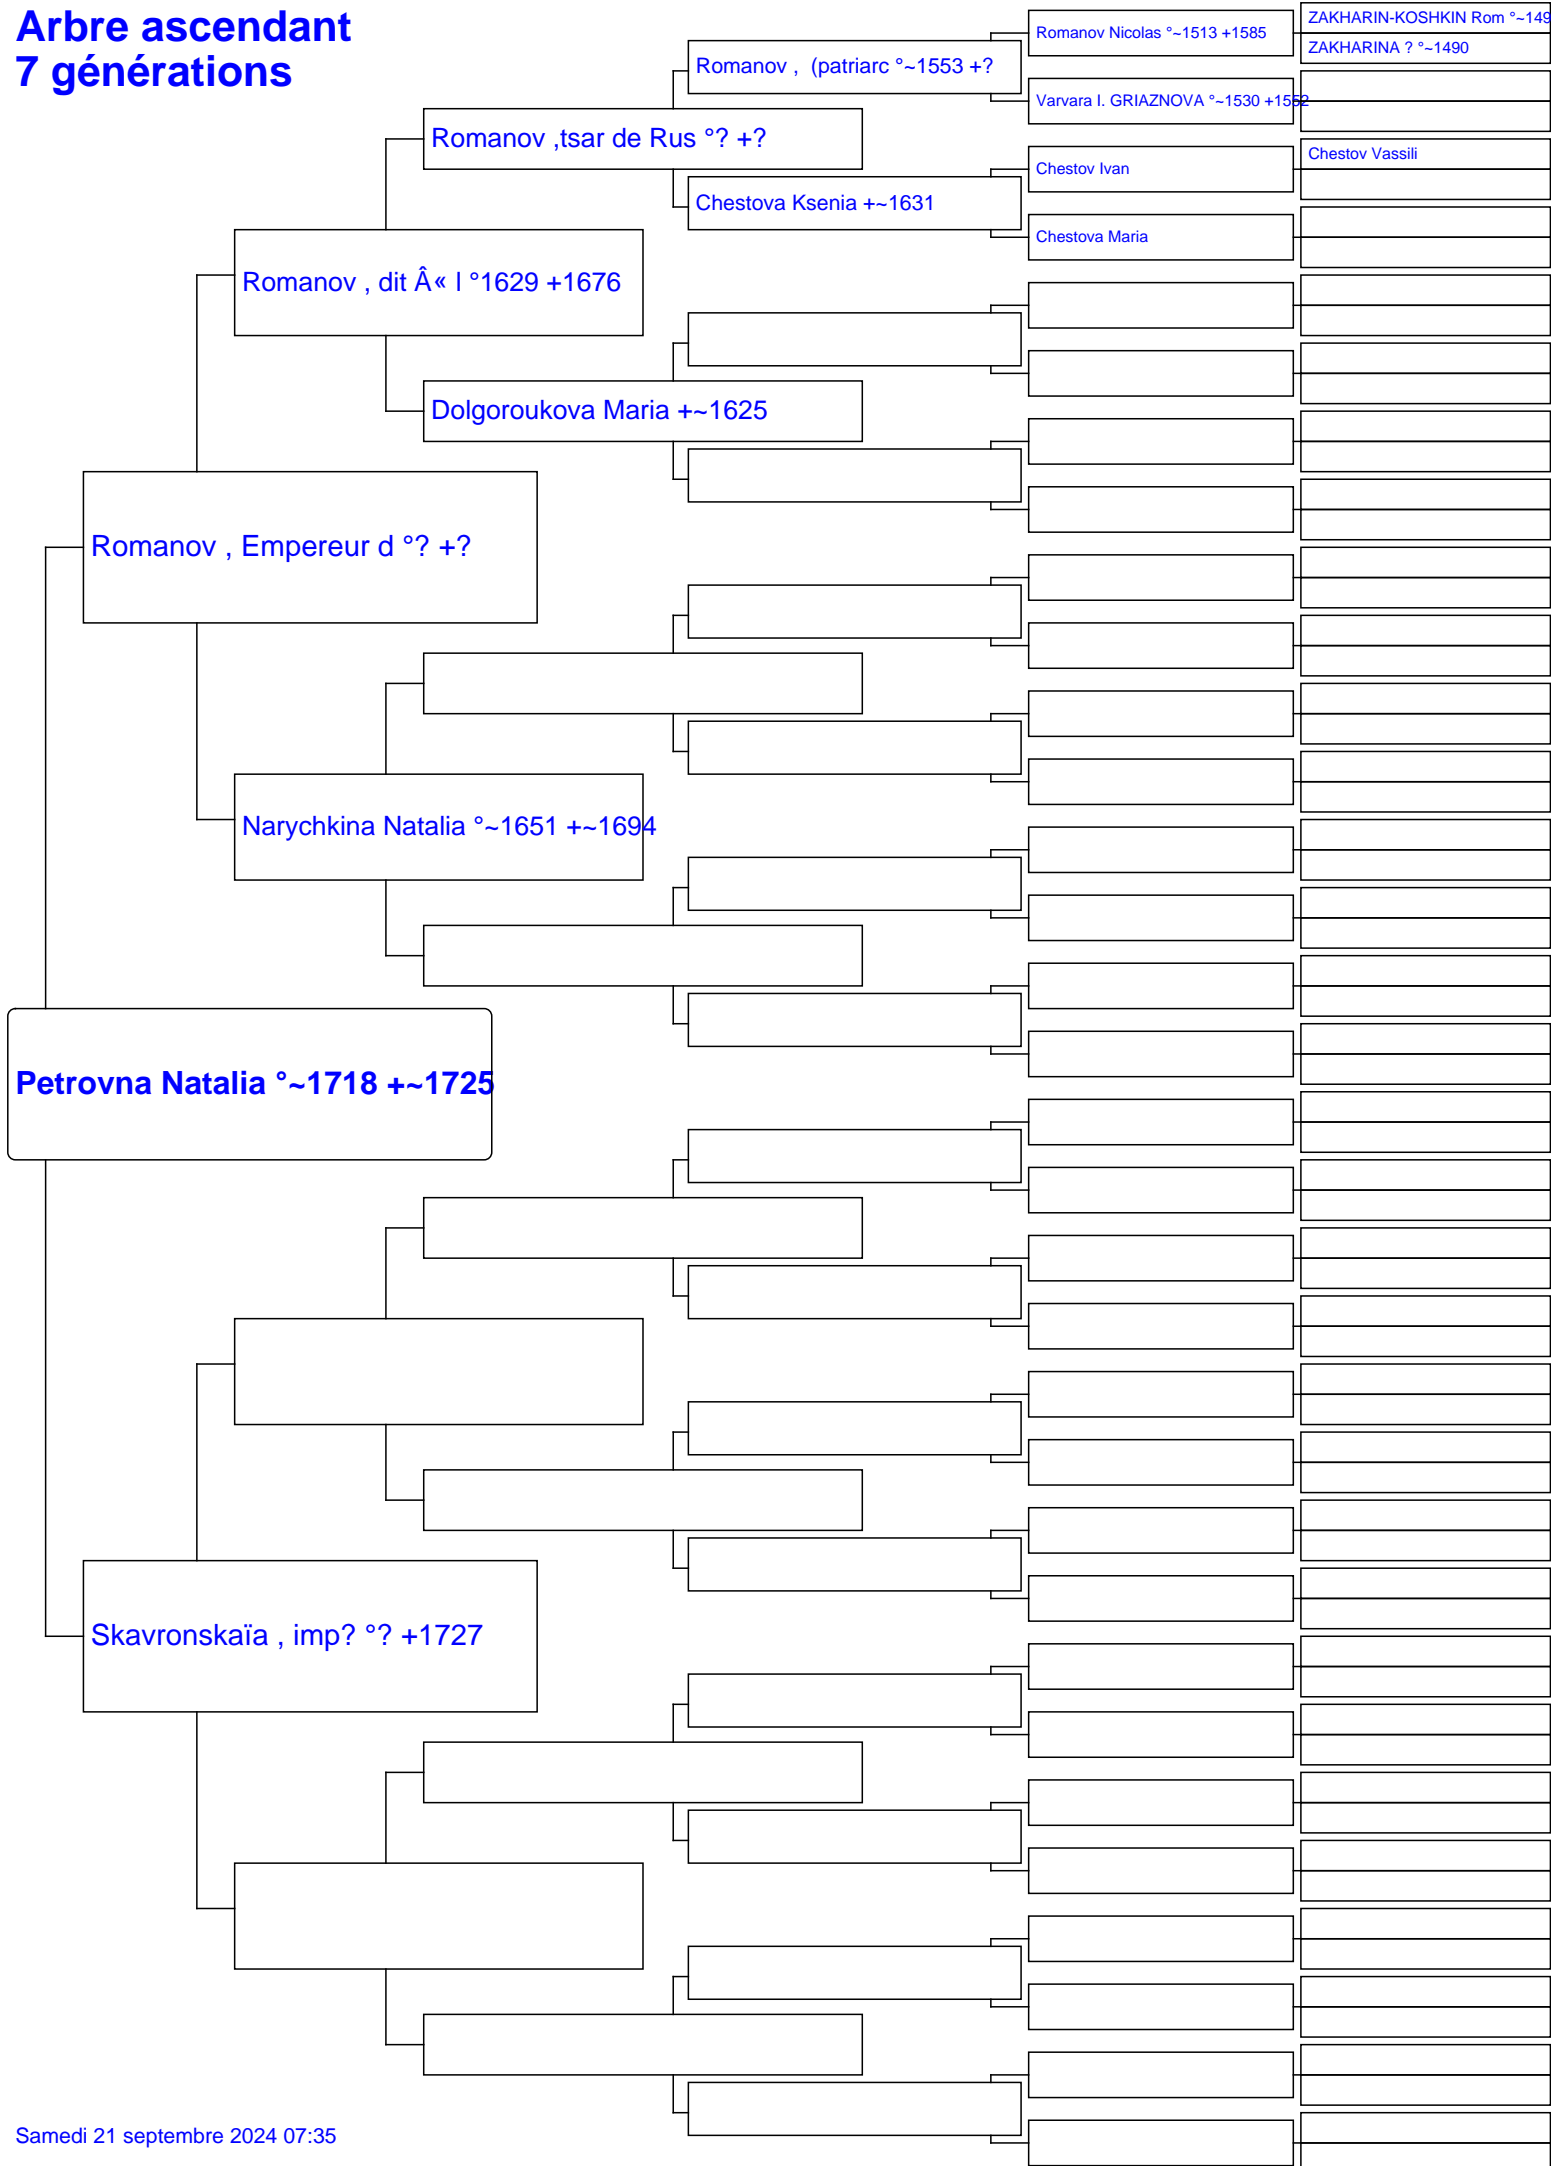 Arbre ascendant
7 générations
ZAKHARIN-KOSHKIN Rom °~149
Romanov Nicolas °~1513 +1585
ZAKHARINA ? °~1490
Romanov ,  (patriarc °~1553 +?
Varvara I. GRIAZNOVA °~1530 +1552
Romanov ,tsar de Rus °? +?
Chestov Vassili
Chestov Ivan
Chestova Ksenia +~1631
Chestova Maria
Romanov , dit Â« l °1629 +1676
Dolgoroukova Maria +~1625
Romanov , Empereur d °? +?
Narychkina Natalia °~1651 +~1694
Petrovna Natalia °~1718 +~1725
Skavronskaïa , imp? °? +1727
Samedi 21 septembre 2024 07:35